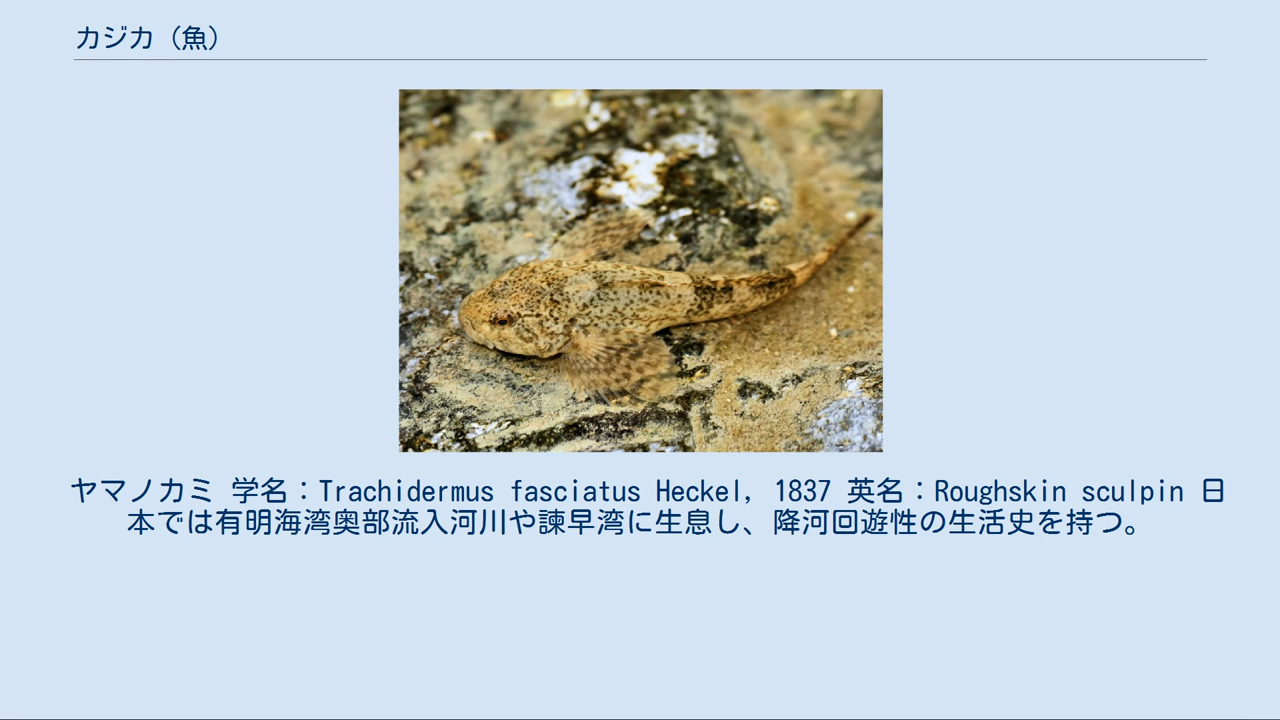 カジカ（魚）
ヤマノカミ 学名：Trachidermus fasciatus Heckel, 1837 英名：Roughskin sculpin 日
本では有明海湾奥部流入河川や諫早湾に生息し、降河回遊性の生活史を持つ。